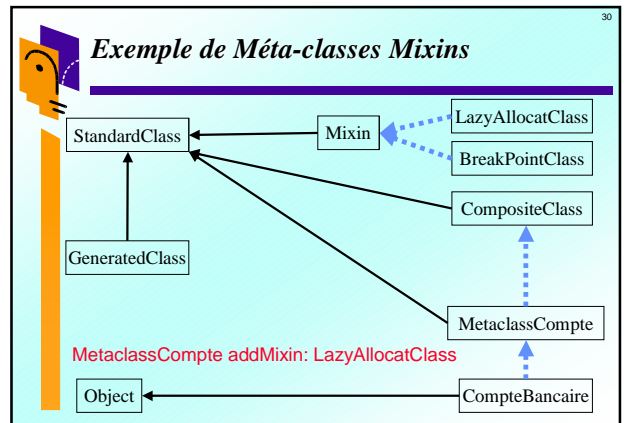 30
Exemple de Méta-classes Mixins
LazyAllocatClass
StandardClass
Mixin
BreakPointClass
CompositeClass
GeneratedClass
MetaclassCompte
MetaclassCompte addMixin: LazyAllocatClass
Object
CompteBancaire